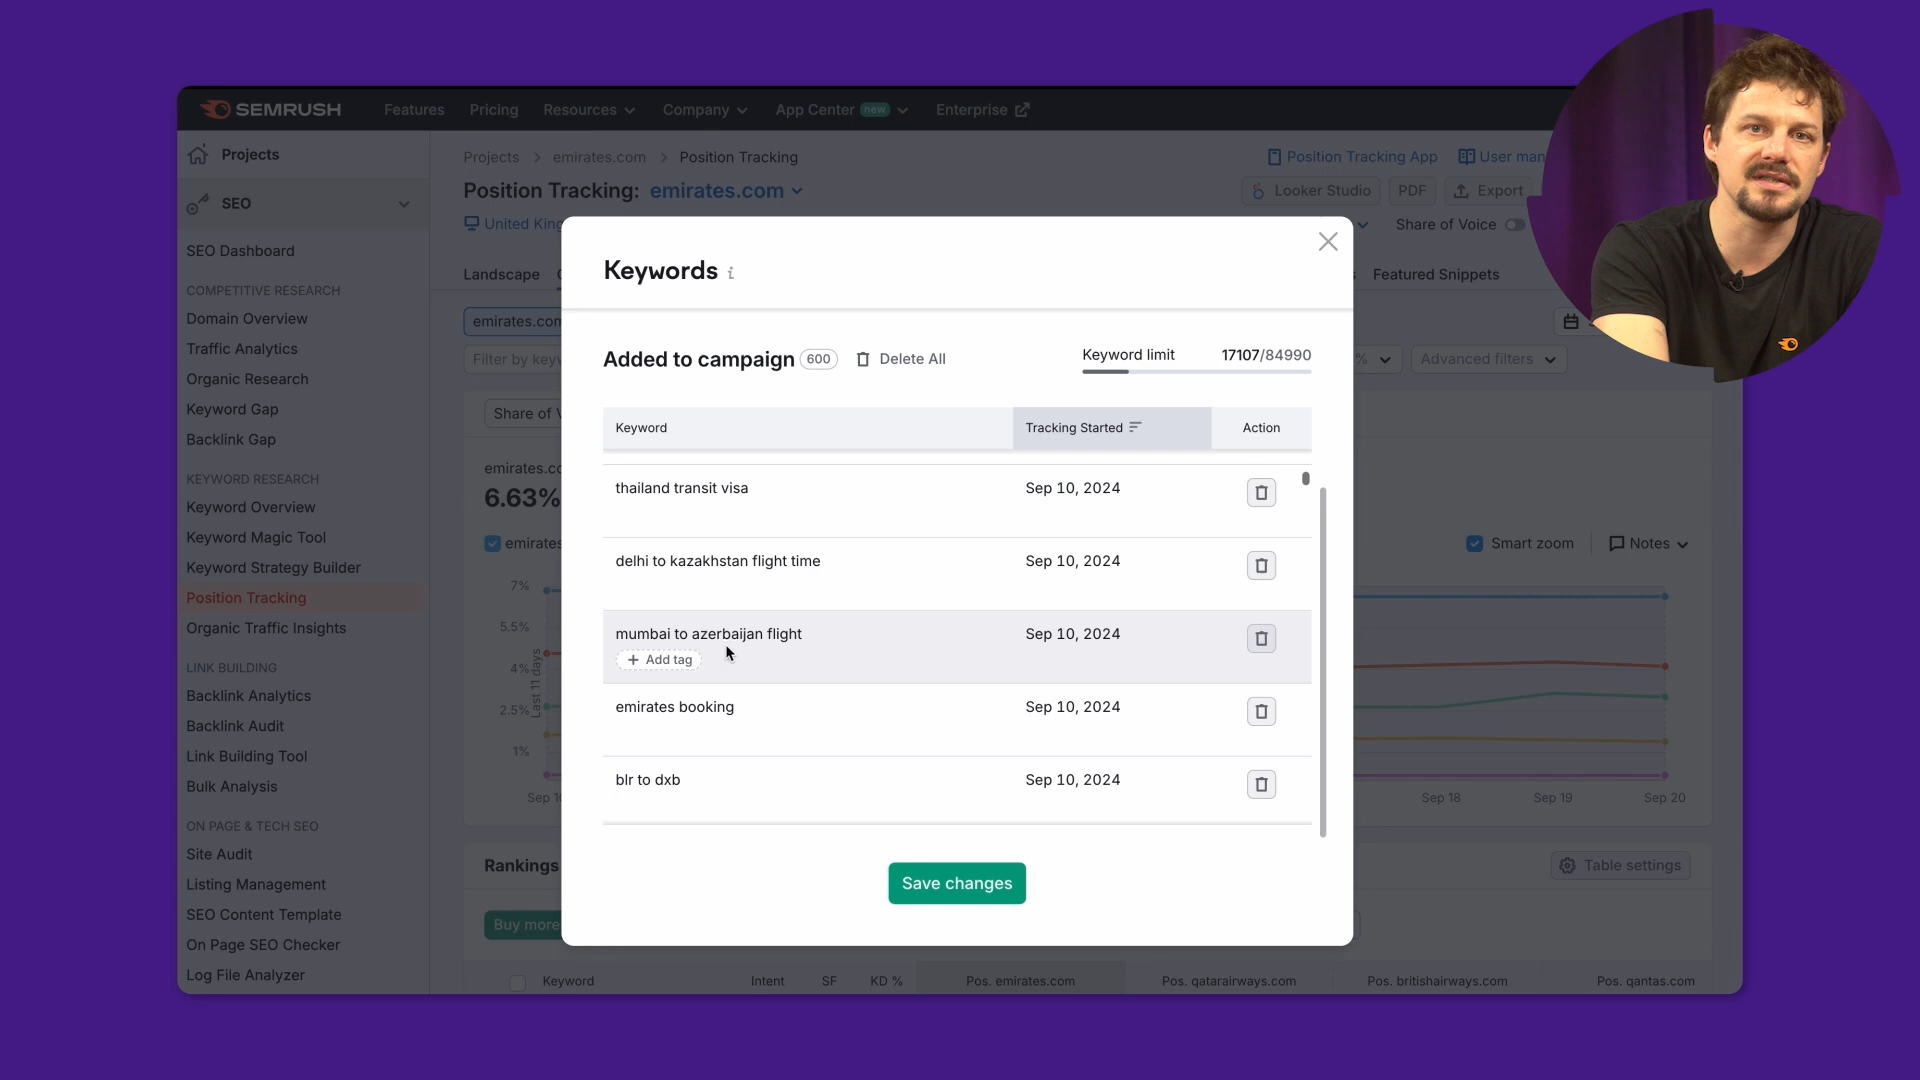 SEMRUSH
Features
Pricing
Resources
Company
App Center new
Enterprise
Projects
SEO
SEO Dashboard
COMPETITIVE RESEARCH
Domain Overview
Traffic Analytics
Organic Research
Keyword Gap
Backlink Gap
KEYWORD RESEARCH
Keyword Overview
Keyword Magic Tool
Keyword Strategy Builder
Position Tracking
Organic Traffic Insights
LINK BUILDING
Backlink Analytics
Backlink Audit
Link Building Tool
Bulk Analysis
ON PAGE & TECH SEO
Site Audit
Listing Management
SEO Content Template
On Page SEO Checker
Log File Analyzer
Projects > emirates.com > Position Tracking
Position Tracking App
User man
Position Tracking: emirates.com
Looker Studio
PDF
Export
United King
Share of Voice
Landscape
Featured Snippets
emirates.com
Filter by keyw
%
Advanced filters
Share of V
emirates.co
6.63%
emirates
Smart zoom
Notes
7%
5.5%
4%
2.5%
1%
Last 11 days
Sep 10
Sep 18
Sep 19
Sep 20
Rankings
Table settings
Buy more
Keyword
Intent
SF
KD %
Pos. emirates.com
Pos. qatarairways.com
Pos. britishairways.com
Pos. qantas.com
Keywords i
Added to campaign 600
Delete All
Keyword limit
17107/84990
Keyword
Tracking Started
Action
thailand transit visa
Sep 10, 2024
delhi to kazakhstan flight time
Sep 10, 2024
mumbai to azerbaijan flight
Sep 10, 2024
+ Add tag
emirates booking
Sep 10, 2024
blr to dxb
Sep 10, 2024
Save changes